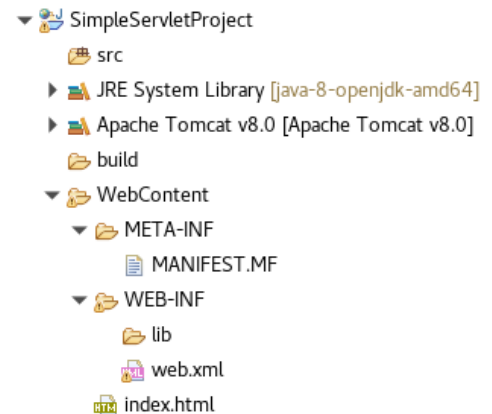 SimpleServletProject
src
JRE System Library [java-8-openjdk-amd64]
Apache Tomcat v8.0 [Apache Tomcat v8.0]
build
WebContent
META-INF
MANIFEST.MF
WEB-INF
lib
web.xml
index.html